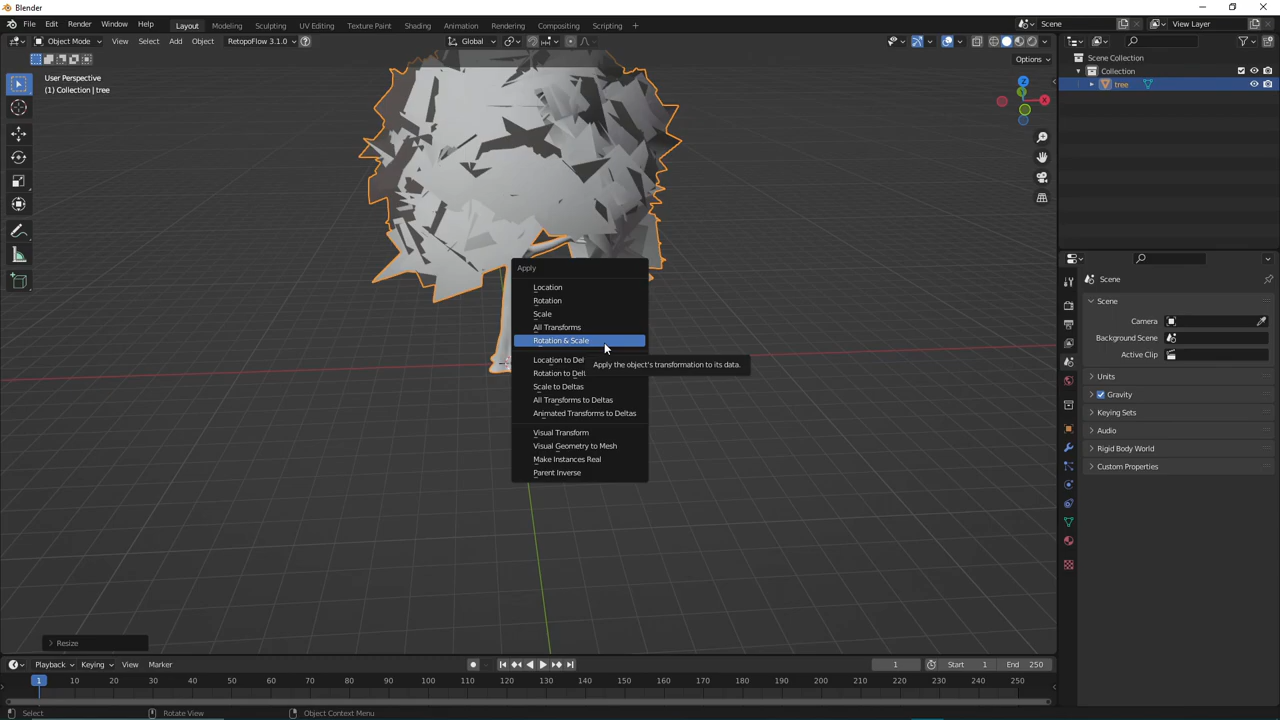 Blender
File Edit Render Window Help
Layout Modeling Sculpting UV Editing Texture Paint Shading Animation Rendering Compositing Scripting +
Scene View Layer
Object Mode View Select Add Object RetopoFlow 3.1.0 Global
Options
User Perspective
(1) Collection | tree
Scene Collection
Collection
tree
Z
Y
X
Apply
Location
Rotation
Scale
All Transforms
Rotation & Scale
Location to Del
Apply the object's transformation to its data.
Rotation to Delt
Scale to Deltas
All Transforms to Deltas
Animated Transforms to Deltas
Visual Transform
Visual Geometry to Mesh
Make Instances Real
Parent Inverse
Scene
Scene
Camera
Background Scene
Active Clip
Units
Gravity
Keying Sets
Audio
Rigid Body World
Custom Properties
Resize
Playback Keying View Marker
1 Start 1 End 250
1 10 20 30 40 50 60 70 80 90 100 110 120 130 140 150 160 170 180 190 200 210 220 230 240 250
Select Rotate View Object Context Menu